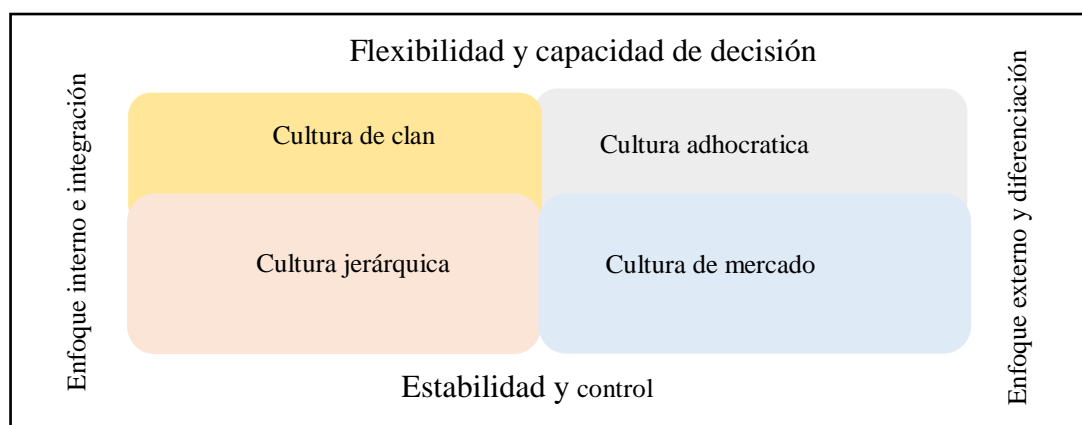 Flexibilidad y capacidad de decisión
Enfoque interno e integración
Cultura de clan
Cultura adhocratica
Cultura jerárquica
Cultura de mercado
Enfoque externo y diferenciación
Estabilidad y control